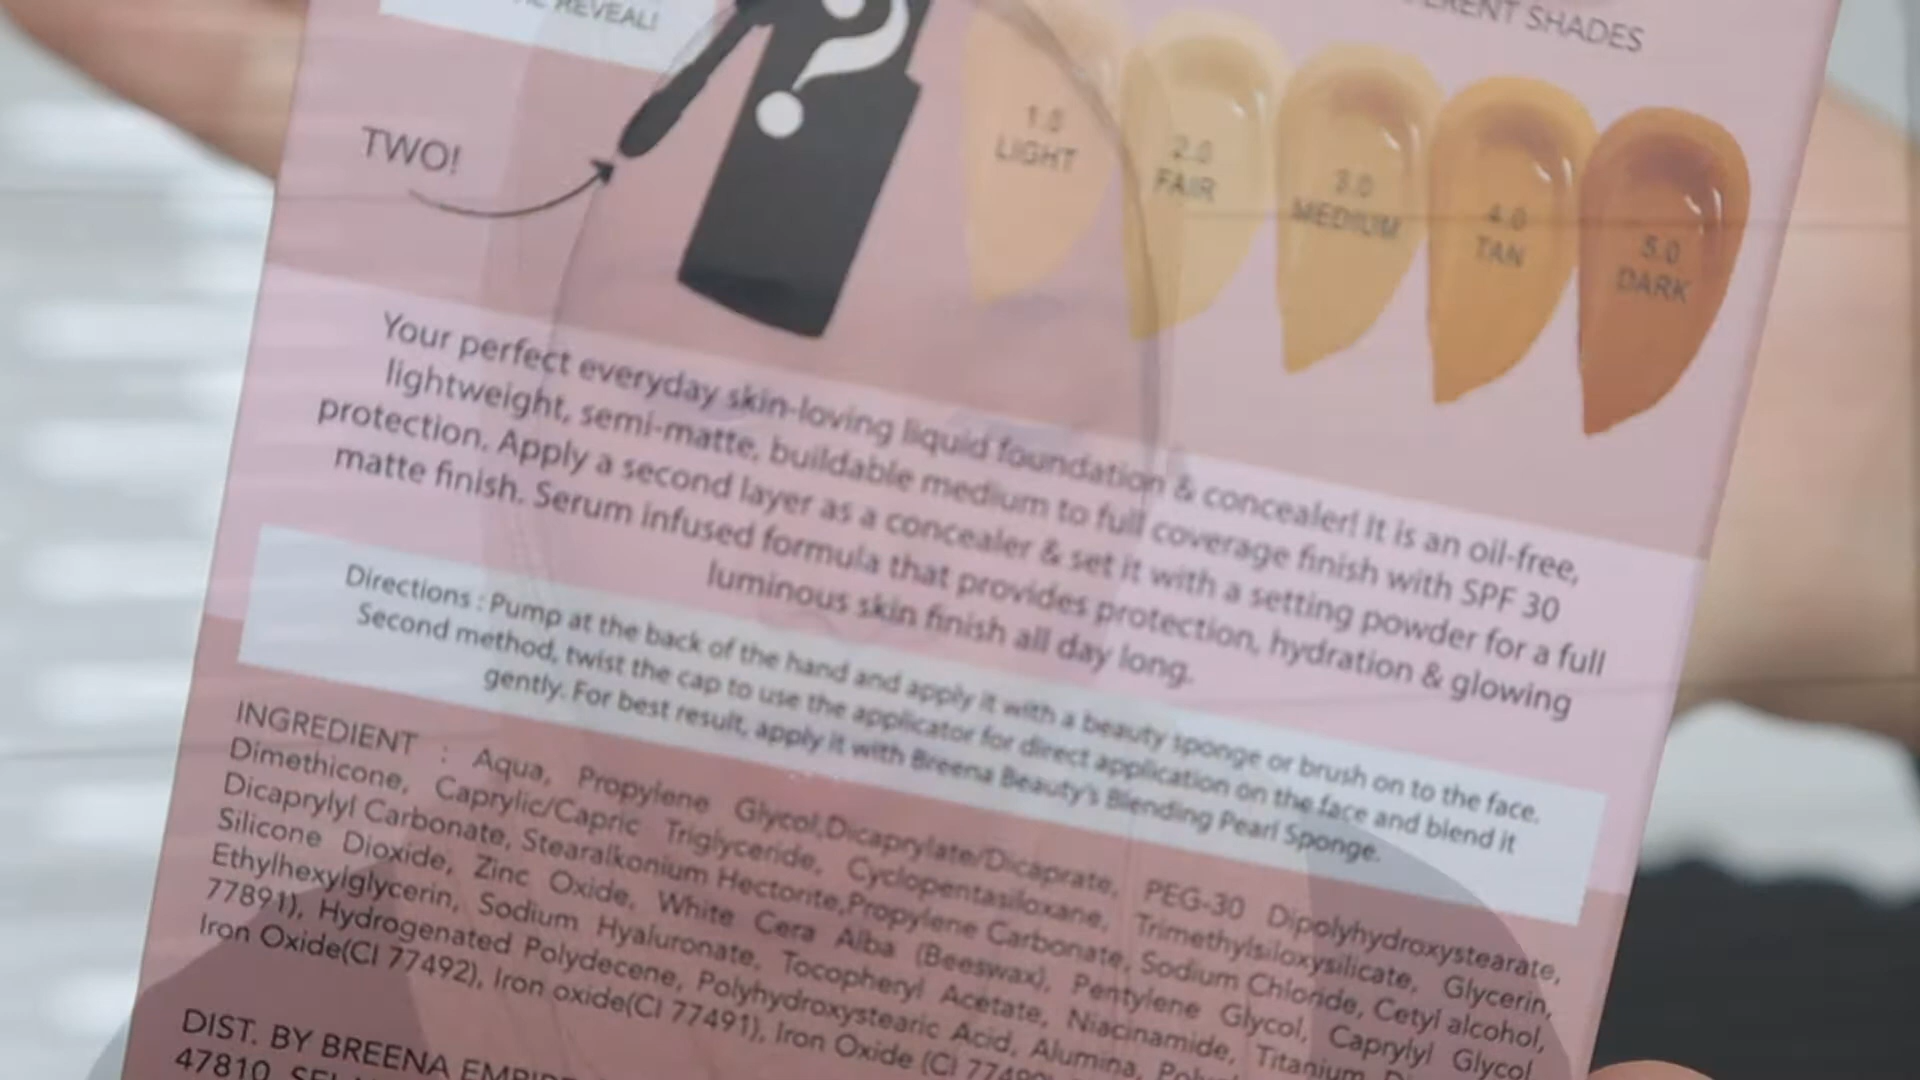 REVEAL!
SHADES
TWO!
?
1.0
LIGHT
2.0
FAIR
3.0
MEDIUM
4.0
TAN
5.0
DARK
Your perfect everyday skin-loving liquid foundation & concealer! It is an oil-free,
lightweight, semi-matte, buildable medium to full coverage finish with SPF 30
protection. Apply a second layer as a concealer & set it with a setting powder for a full
matte finish. Serum infused formula that provides protection, hydration & glowing
luminous skin finish all day long.
Directions : Pump at the back of the hand and apply it with a beauty sponge or brush on to the face.
Second method, twist the cap to use the applicator for direct application on the face and blend it
gently. For best result, apply it with Breena Beauty's Blending Pearl Sponge.
INGREDIENT : Aqua, Propylene Glycol,Dicaprylate/Dicaprate, PEG-30 Dipolyhydroxystearate,
Dimethicone, Caprylic/Capric Triglyceride, Cyclopentasiloxane, Trimethylsiloxysilicate, Glycerin,
Dicaprylyl Carbonate, Stearalkonium Hectorite,Propylene Carbonate, Sodium Chloride, Cetyl alcohol,
Silicone Dioxide, Zinc Oxide, White Cera Alba (Beeswax), Pentylene Glycol, Caprylyl Glycol
Ethylhexylglycerin, Sodium Hyaluronate, Tocopheryl Acetate, Niacinamide, Titanium
77891), Hydrogenated Polydecene, Polyhydroxystearic Acid, Alumina,
Iron Oxide(CI 77492), Iron oxide(CI 77491), Iron Oxide (CI
DIST. BY BREENA
47810,